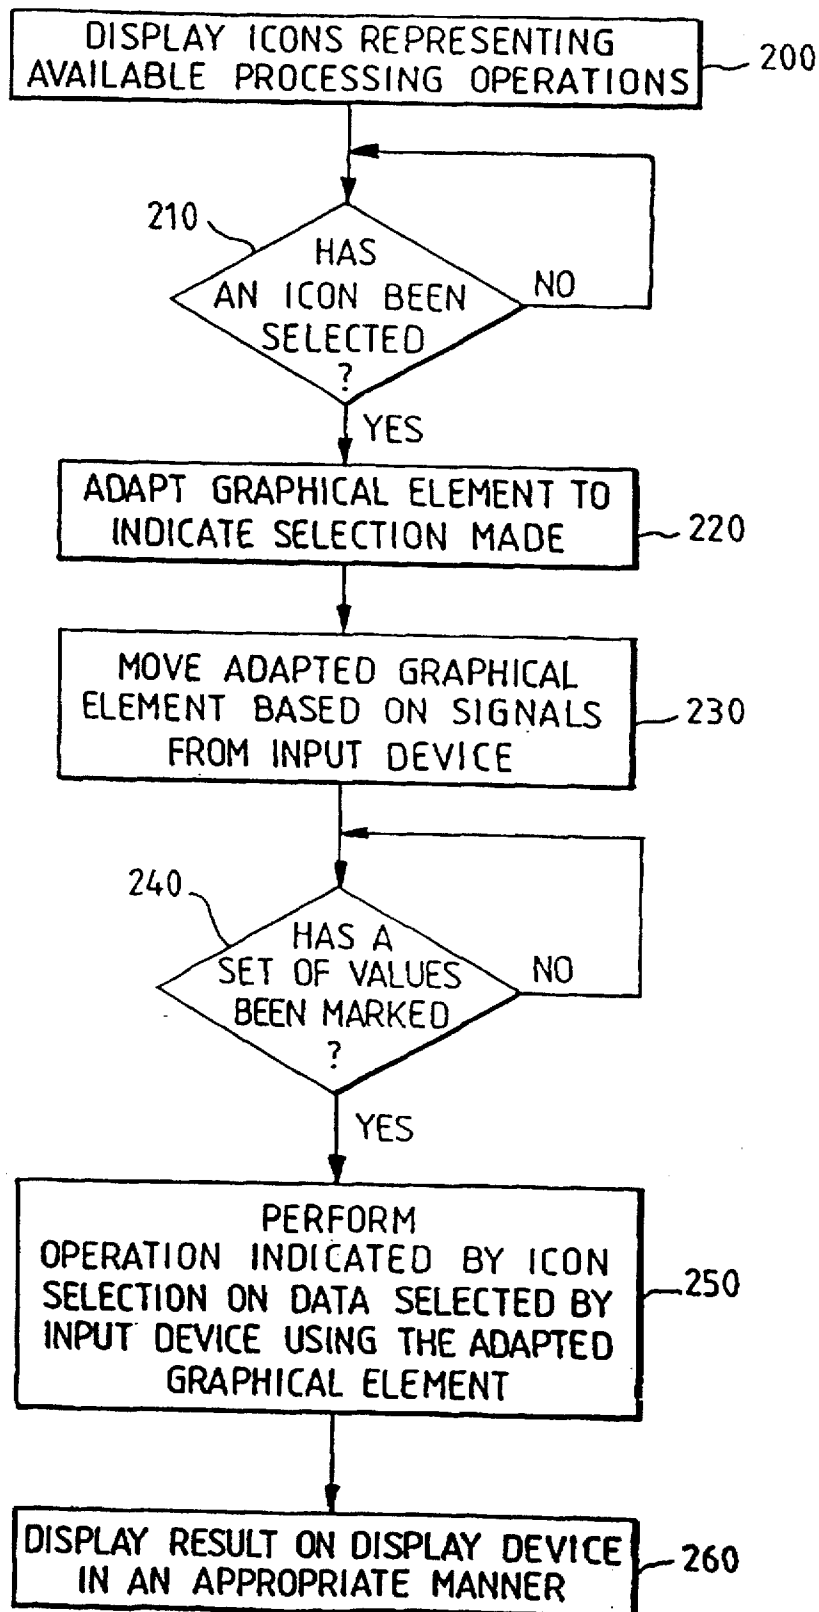 DISPLAY ICONS REPRESENTING
AVAILABLE PROCESSING OPERATIONS
200
210
HAS
AN ICON BEEN
SELECTED
?
NO
YES
ADAPT GRAPHICAL ELEMENT TO
INDICATE SELECTION MADE
220
MOVE ADAPTED GRAPHICAL
ELEMENT BASED ON SIGNALS
FROM INPUT DEVICE
230
240
HAS A
SET OF VALUES
BEEN MARKED
?
NO
YES
PERFORM
OPERATION INDICATED BY ICON
SELECTION ON DATA SELECTED BY
INPUT DEVICE USING THE ADAPTED
GRAPHICAL ELEMENT
250
DISPLAY RESULT ON DISPLAY DEVICE
IN AN APPROPRIATE MANNER
260